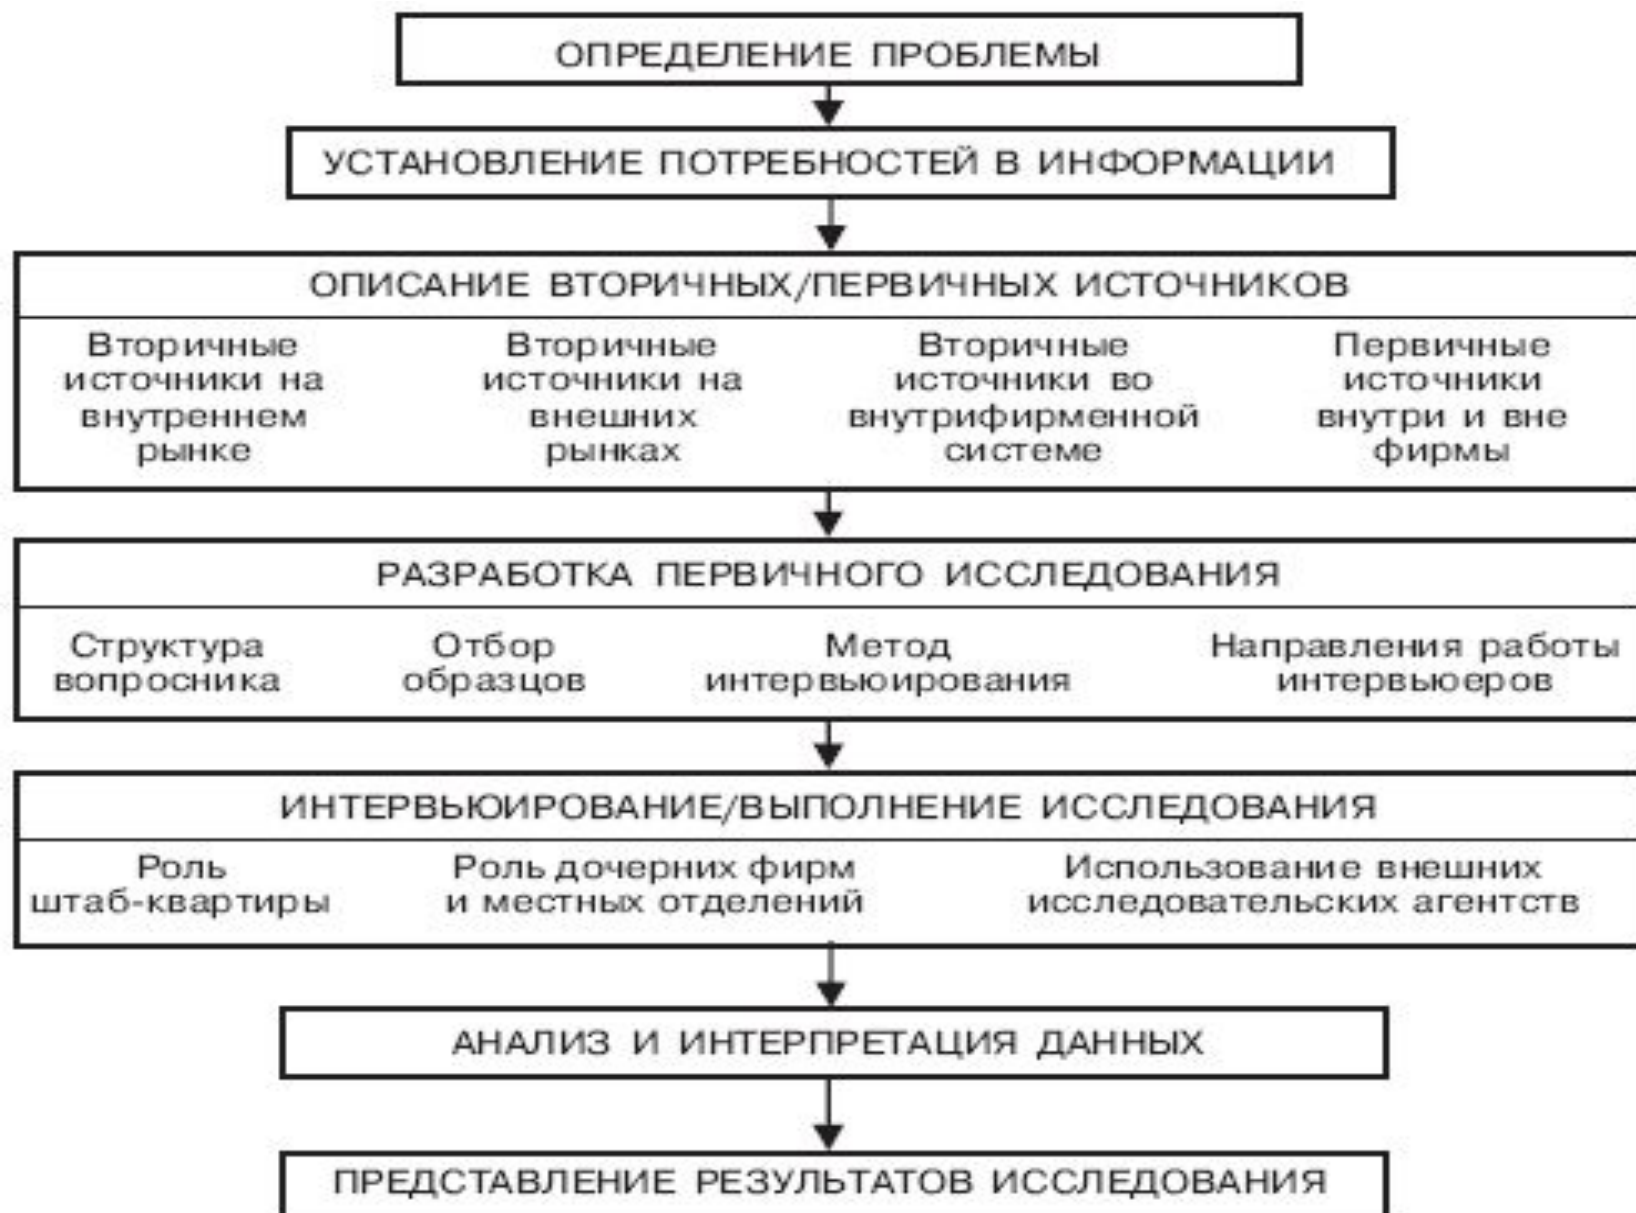 ОПРЕДЕЛЕНИЕ ПРОБЛЕМЫ
УСТАНОВЛЕНИЕ ПОТРЕБНОСТЕЙ В ИНФОРМАЦИИ
ОПИСАНИЕ ВТОРИЧНЫХ/ПЕРВИЧНЫХ ИСТОЧНИКОВ
Вторичные
источники на
внутреннем
рынке
Вторичные
источники на
внешних
рынках
Вторичные
источники во
внутрифирменной
системе
Первичные
источники
внутри и вне
фирмы
РАЗРАБОТКА ПЕРВИЧНОГО ИССЛЕДОВАНИЯ
Структура
вопросника
Отбор
образцов
Метод
интервьюирования
Направления работы
интервьюеров
ИНТЕРВЬЮИРОВАНИЕ/ВЫПОЛНЕНИЕ ИССЛЕДОВАНИЯ
Роль
штаб-квартиры
Роль дочерних фирм
и местных отделений
Использование внешних
исследовательских агентств
АНАЛИЗ И ИНТЕРПРЕТАЦИЯ ДАННЫХ
ПРЕДСТАВЛЕНИЕ РЕЗУЛЬТАТОВ ИССЛЕДОВАНИЯ